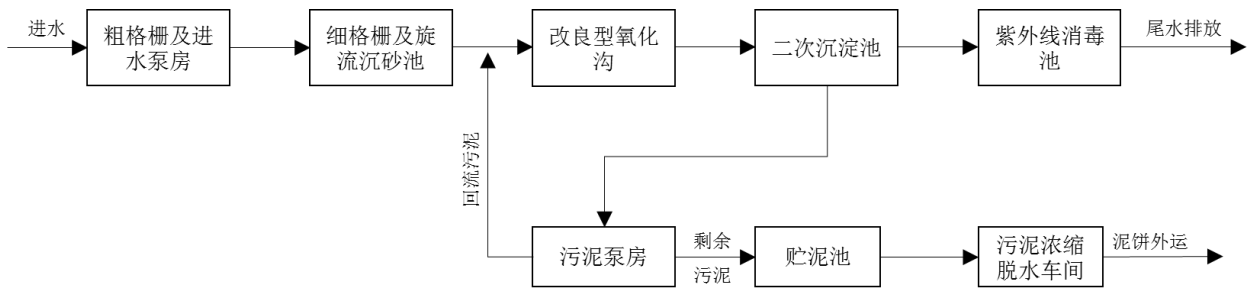 进水
粗格栅及进
水泵房
细格栅及旋
流沉砂池
改良型氧化
沟
二次沉淀池
紫外线消毒
池
尾水排放
回流污泥
污泥泵房
剩余
污泥
贮泥池
污泥浓缩
脱水车间
泥饼外运